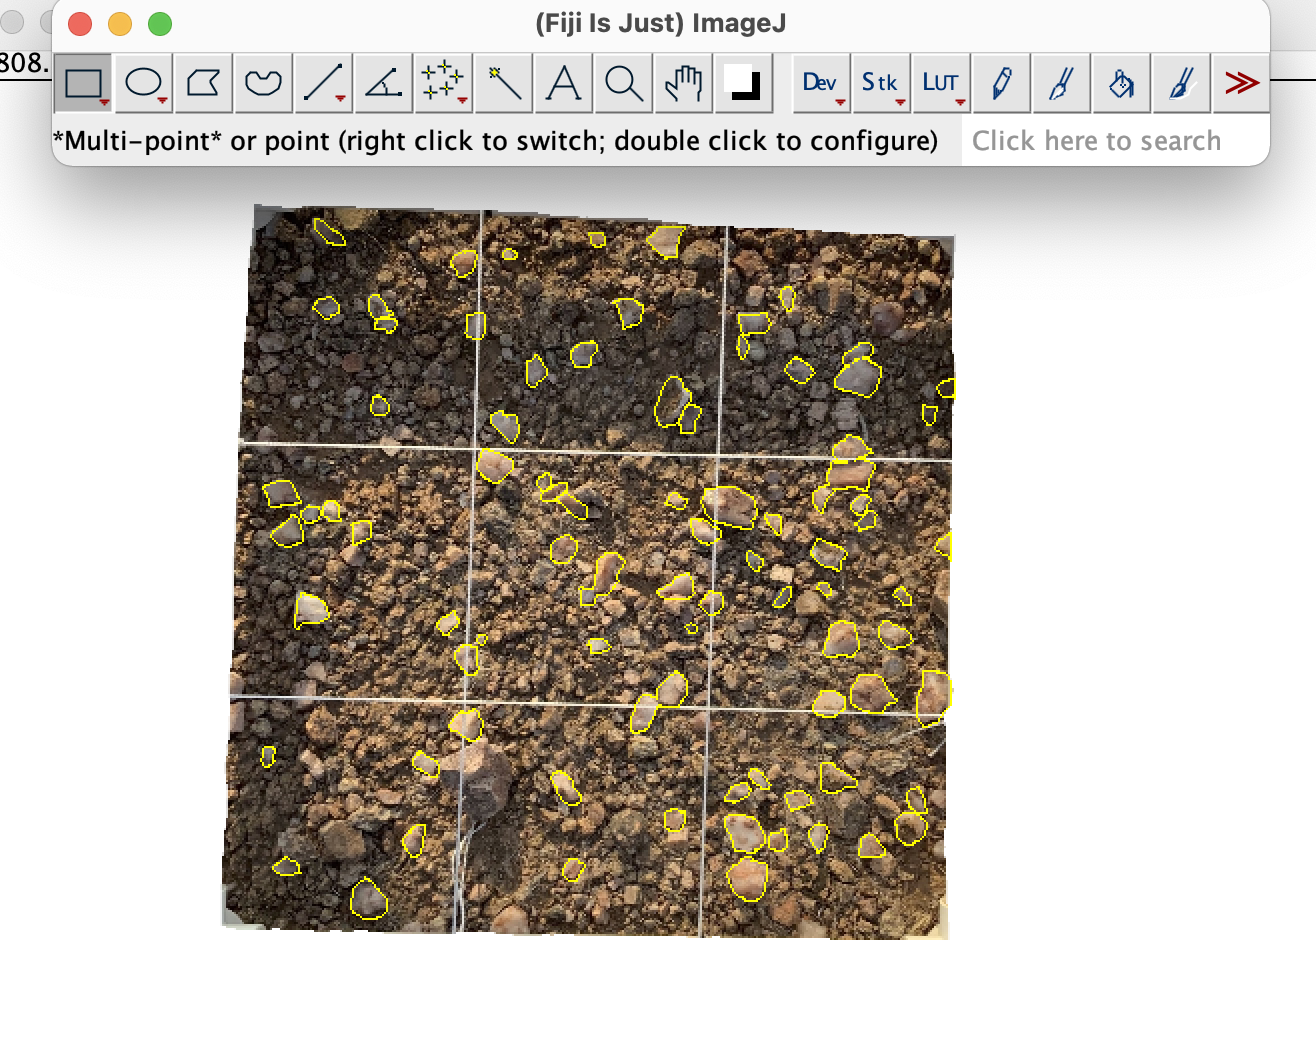 (Fiji Is Just) ImageJ
808.
A
Dev Stk LUT
*Multi-point* or point (right click to switch; double click to configure)
Click here to search